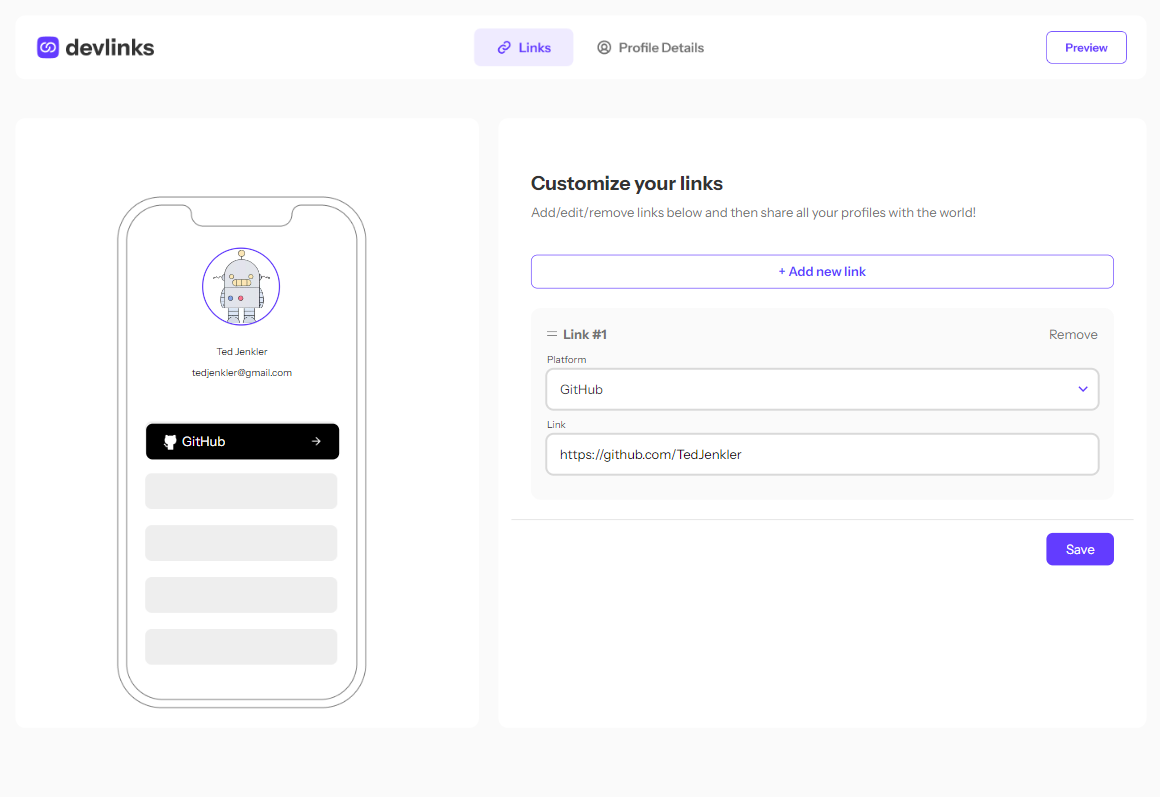 devlinks
Links
Profile Details
Preview
Ted Jenkler
tedjenkler@gmail.com
GitHub
Customize your links
Add/edit/remove links below and then share all your profiles with the world!
+ Add new link
Link #1
Remove
Platform
GitHub
Link
https://github.com/TedJenkler
Save